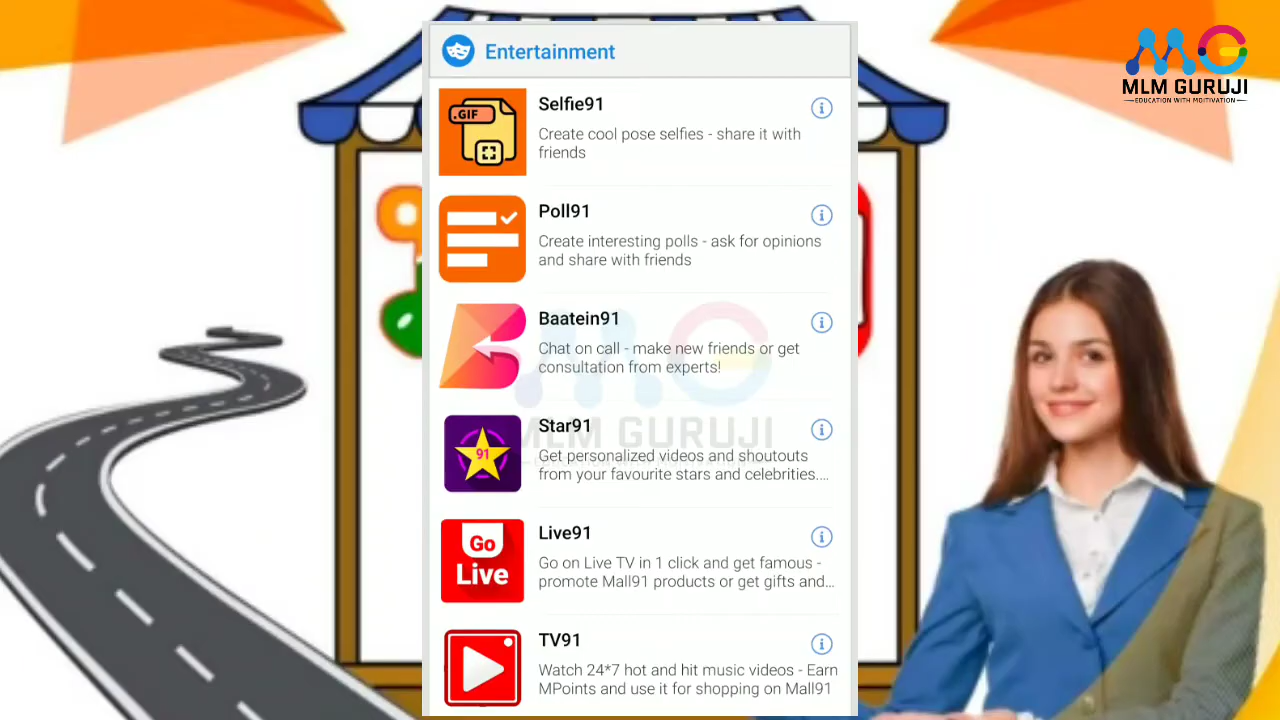 Entertainment
MLM GURUJI
EDUCATION WITH MOITIVATION
.GIF
Selfie91
Create cool pose selfies - share it with
friends
Poll91
Create interesting polls - ask for opinions
and share with friends
Baatein91
Chat on call - make new friends or get
consultation from experts!
MLM GURUJI
91
Star91
Get personalized videos and shoutouts
from your favourite stars and celebrities....
Go
Live
Live91
Go on Live TV in 1 click and get famous -
promote Mall91 products or get gifts and...
TV91
Watch 24*7 hot and hit music videos - Earn
MPoints and use it for shopping on Mall91